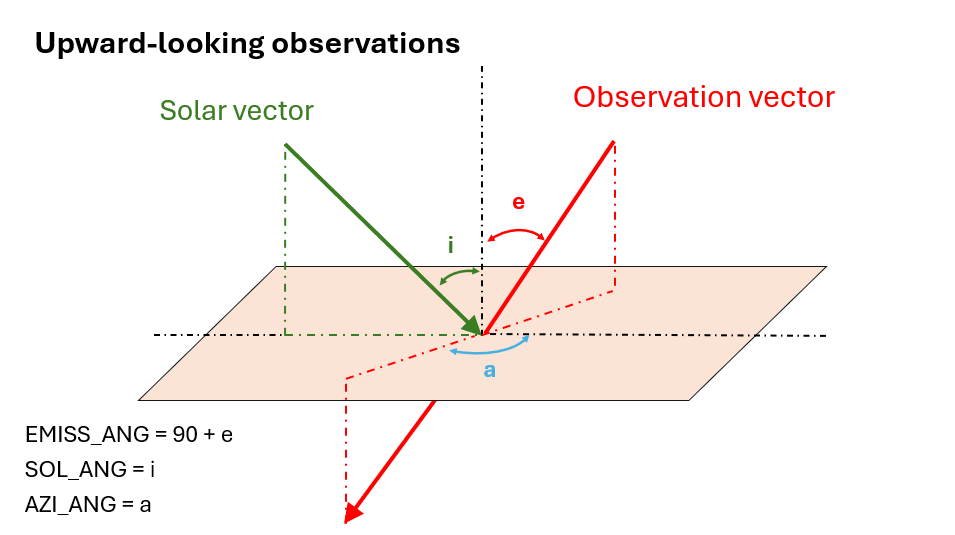 Upward-looking observations
Solar vector
Observation vector
e
i
a
EMISS_ANG = 90 + e
SOL_ANG = i
AZI_ANG = a